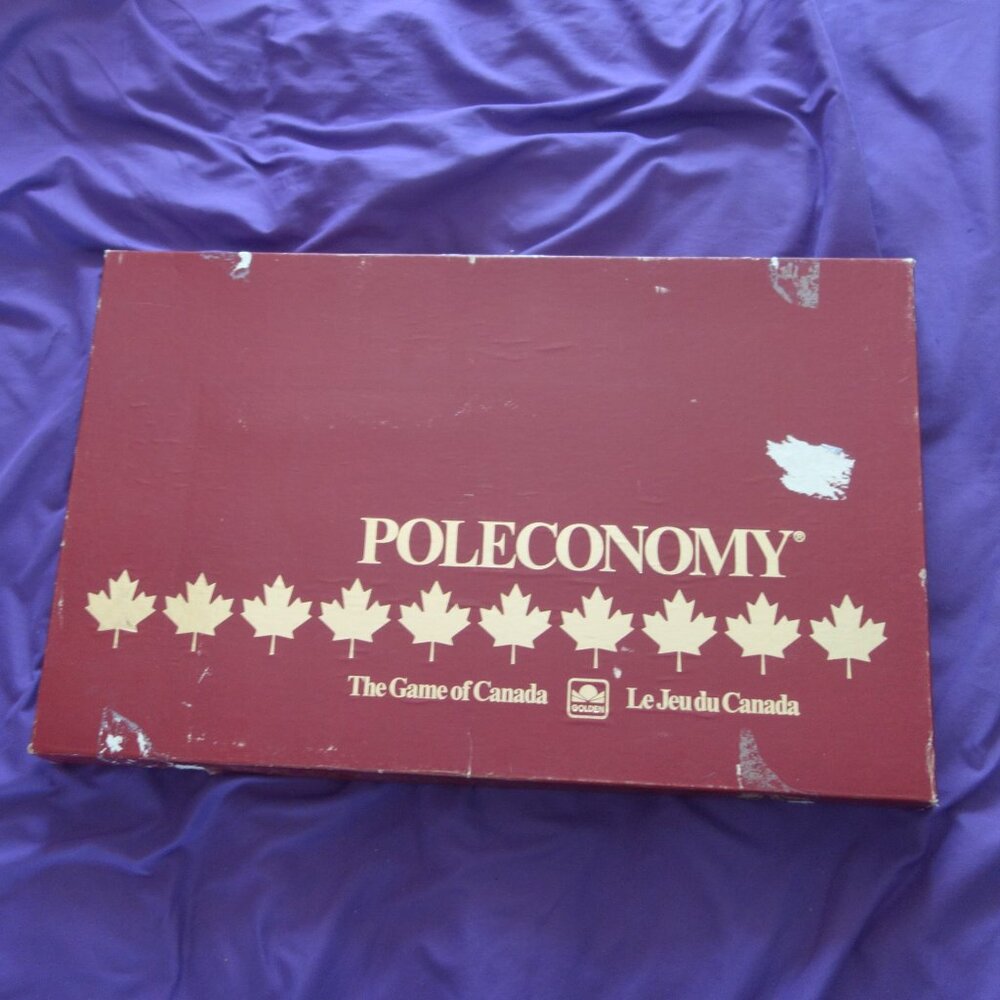 POLECONOMY®
The Game of Canada GOLDEN Le Jeu du Canada